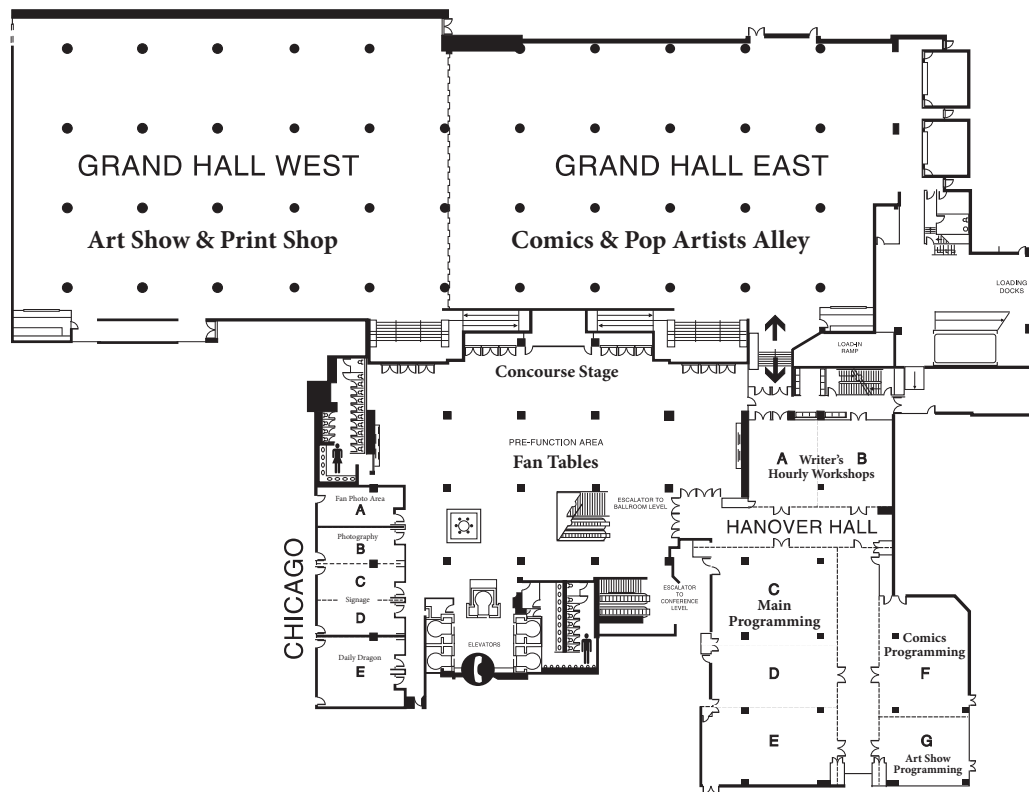 GRAND HALL WEST
Art Show & Print Shop
GRAND HALL EAST
Comics & Pop Artists Alley
LOADING
DOCKS
LOAD-IN
RAMP
Concourse Stage
PRE-FUNCTION AREA
Fan Tables
A Writer's B
Hourly Workshops
ESCALATOR TO
BALLROOM LEVEL
HANOVER HALL
CHICAGO
Fan Photo Area
A
Photography
B
C
Signage
D
Daily Dragon
E
ELEVATORS
ESCALATOR
TO
CONFERENCE
LEVEL
C
Main
Programming
D
E
Comics
Programming
F
G
Art Show
Programming